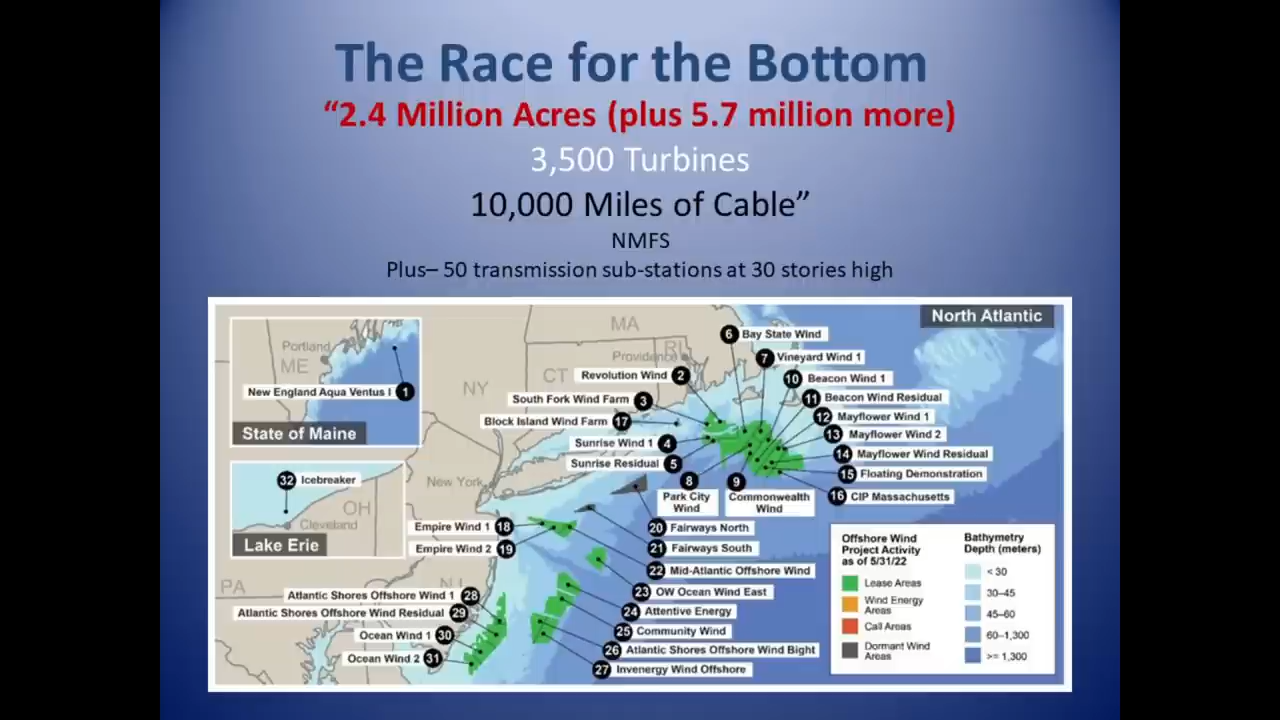 The Race for the Bottom
“2.4 Million Acres (plus 5.7 million more)
3,500 Turbines
10,000 Miles of Cable”
NMFS
Plus– 50 transmission sub-stations at 30 stories high
North Atlantic
Portland
ME
New England Aqua Ventus I 1
State of Maine
32 Icebreaker
OH
Cleveland
Lake Erie
MA
Providence
RI
CT
NY
New York
PA
NJ
6 Bay State Wind
7 Vineyard Wind 1
Revolution Wind 2
10 Beacon Wind 1
South Fork Wind Farm 3
11 Beacon Wind Residual
Block Island Wind Farm 17
12 Mayflower Wind 1
Sunrise Wind 1 4
13 Mayflower Wind 2
14 Mayflower Wind Residual
Sunrise Residual 5
15 Floating Demonstration
8
Park City
Wind
9
Commonwealth
Wind
16 CIP Massachusetts
Empire Wind 1 18
20 Fairways North
Empire Wind 2 19
21 Fairways South
22 Mid-Atlantic Offshore Wind
23 OW Ocean Wind East
Atlantic Shores Offshore Wind 1 28
24 Attentive Energy
Atlantic Shores Offshore Wind Residual 29
25 Community Wind
Ocean Wind 1 30
26 Atlantic Shores Offshore Wind Bight
Ocean Wind 2 31
27 Invenergy Wind Offshore
Offshore Wind
Project Activity
as of 5/31/22
Lease Areas
Wind Energy
Areas
Call Areas
Dormant Wind
Areas
Bathymetry
Depth (meters)
< 30
30–45
45–60
60–1,300
>= 1,300